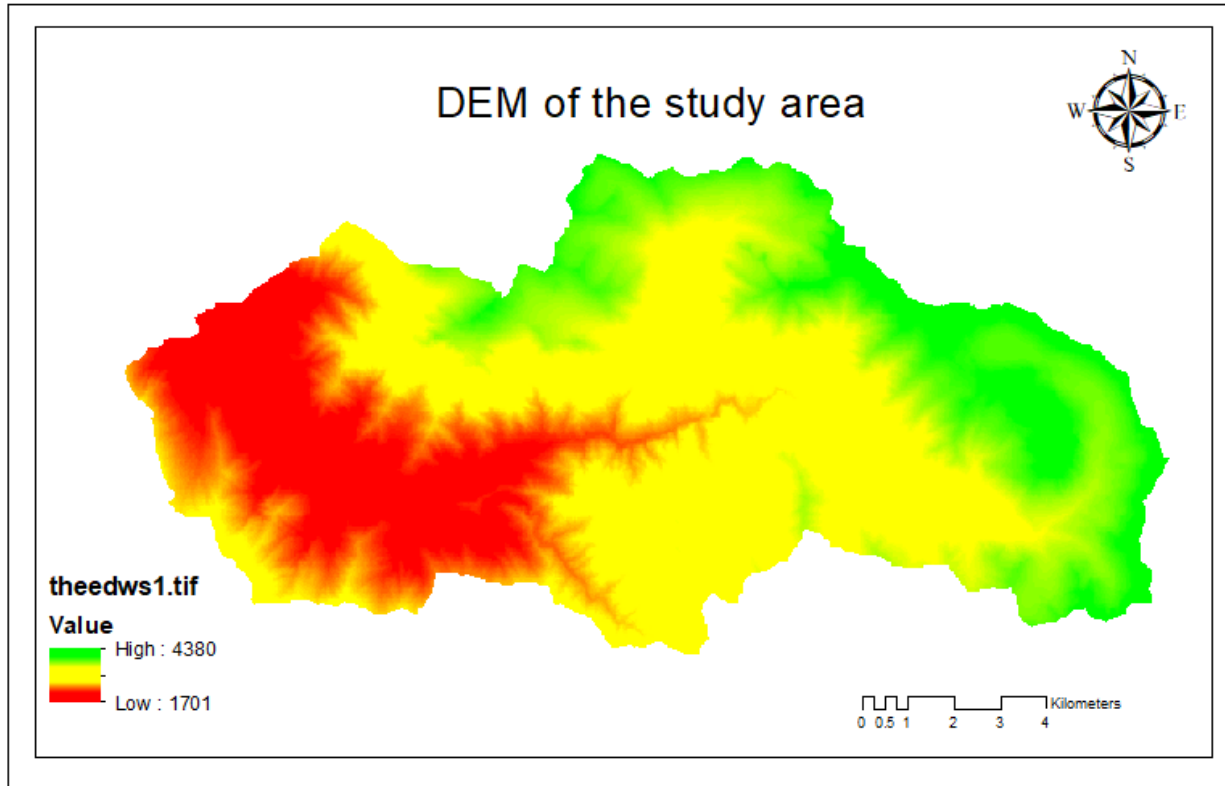 DEM of the study area
N
W E
S
theedws1.tif
Value
High : 4380
Low : 1701
Kilometers
0 0.5 1 2 3 4